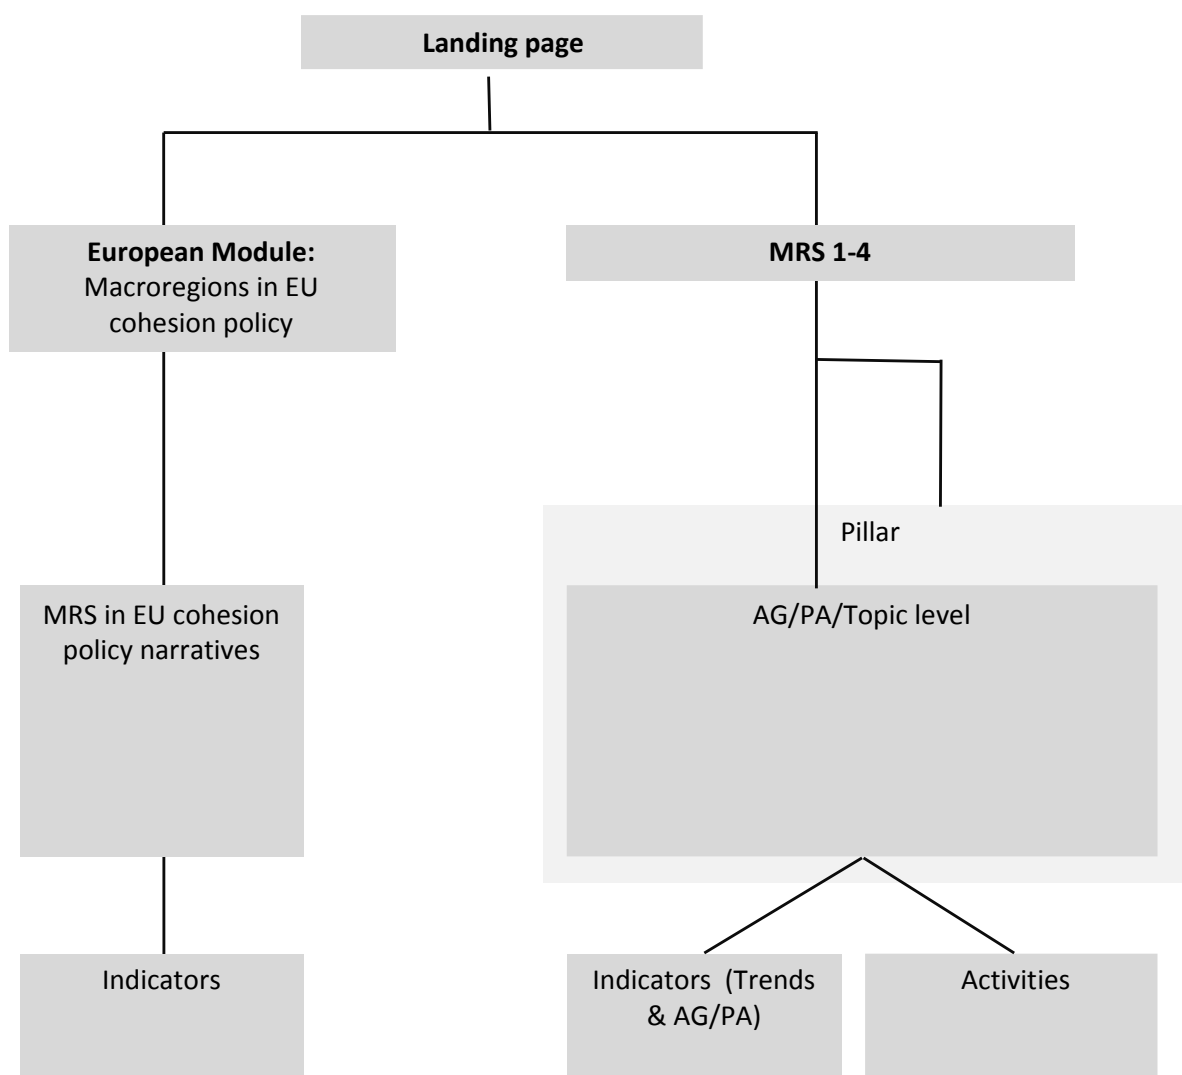 Landing page
European Module:
Macroregions in EU
cohesion policy
MRS 1-4
Pillar
MRS in EU cohesion
policy narratives
AG/PA/Topic level
Indicators
Indicators  (Trends
& AG/PA)
Activities